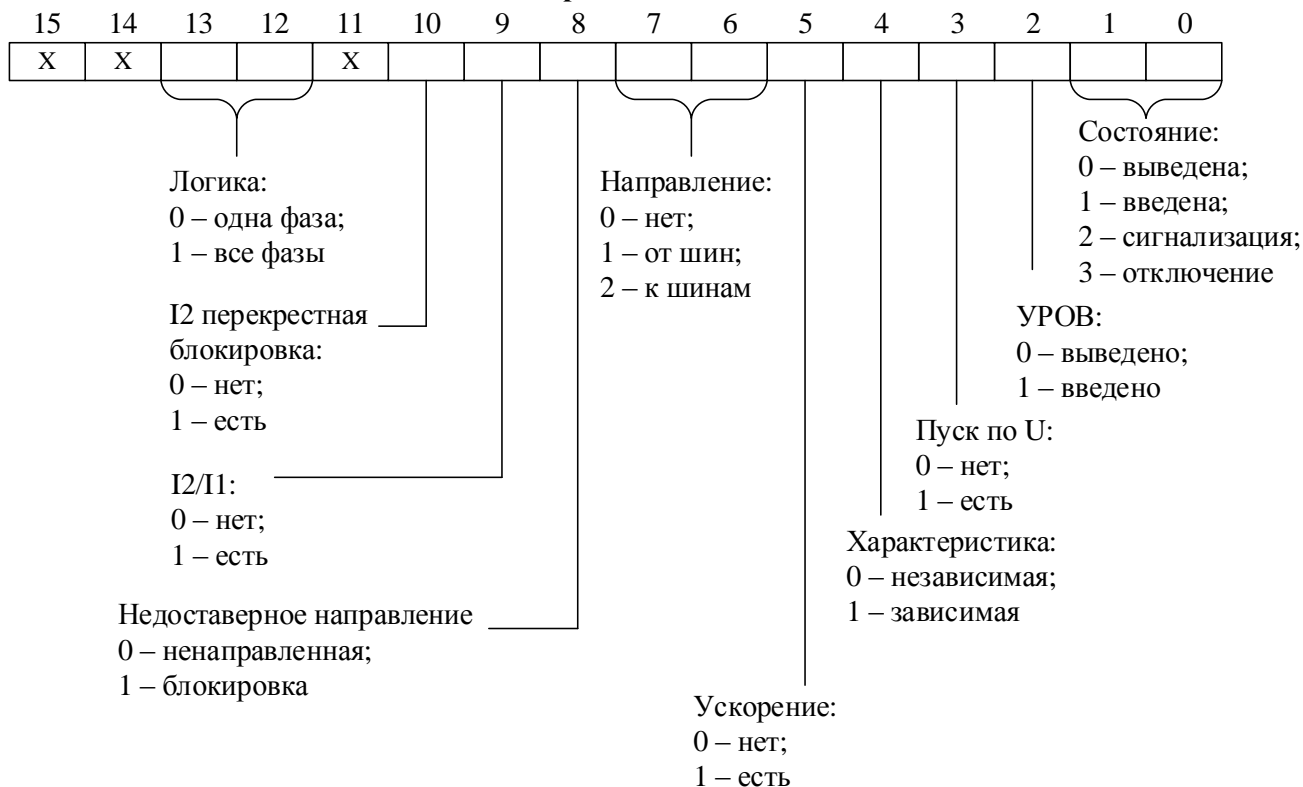 15 14 13 12 11 10 9 8 7 6 5 4 3 2 1 0
X X X
Логика:
0 – одна фаза;
1 – все фазы
I2 перекрестная
блокировка:
0 – нет;
1 – есть
I2/I1:
0 – нет;
1 – есть
Недоставерное направление
0 – ненаправленная;
1 – блокировка
Направление:
0 – нет;
1 – от шин;
2 – к шинам
Ускорение:
0 – нет;
1 – есть
Характеристика:
0 – независимая;
1 – зависимая
Пуск по U:
0 – нет;
1 – есть
УРОВ:
0 – выведено;
1 – введено
Состояние:
0 – выведена;
1 – введена;
2 – сигнализация;
3 – отключение